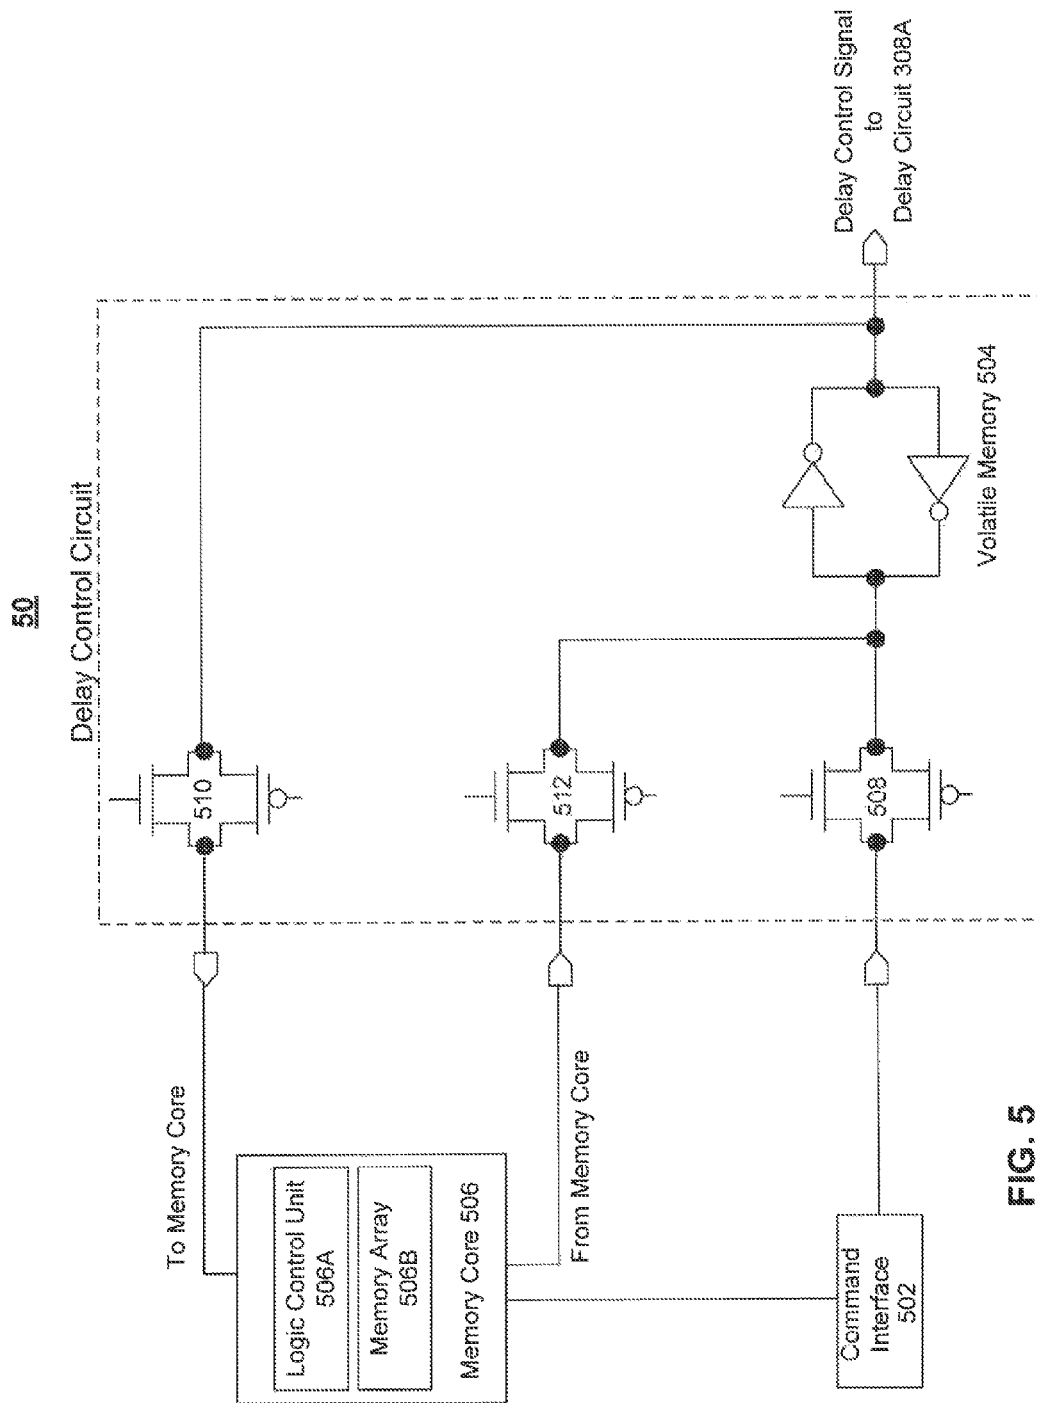 50
Delay Control Circuit
To Memory Core
510
Logic Control Unit
506A
Memory Array
506B
Memory Core 506
From Memory Core
512
Command
Interface
502
508
Volatile Memory 504
Delay Control Signal
to
Delay Circuit 308A
FIG. 5